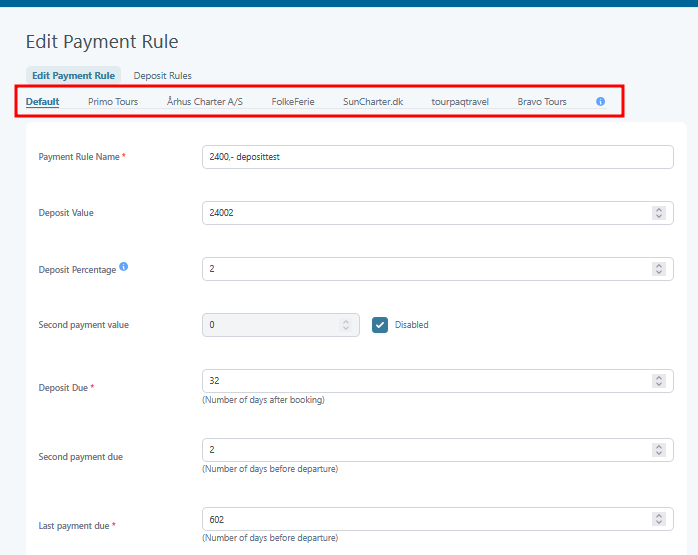 Edit Payment Rule
Edit Payment Rule Deposit Rules
Default Primo Tours Århus Charter A/S FolkeFerie SunCharter.dk tourpaqtravel Bravo Tours i
Payment Rule Name * 2400,- deposittest
Deposit Value 24002
Deposit Percentage i 2
Second payment value 0 Disabled
Deposit Due * 32
(Number of days after booking)
Second payment due 2
(Number of days before departure)
Last payment due * 602
(Number of days before departure)